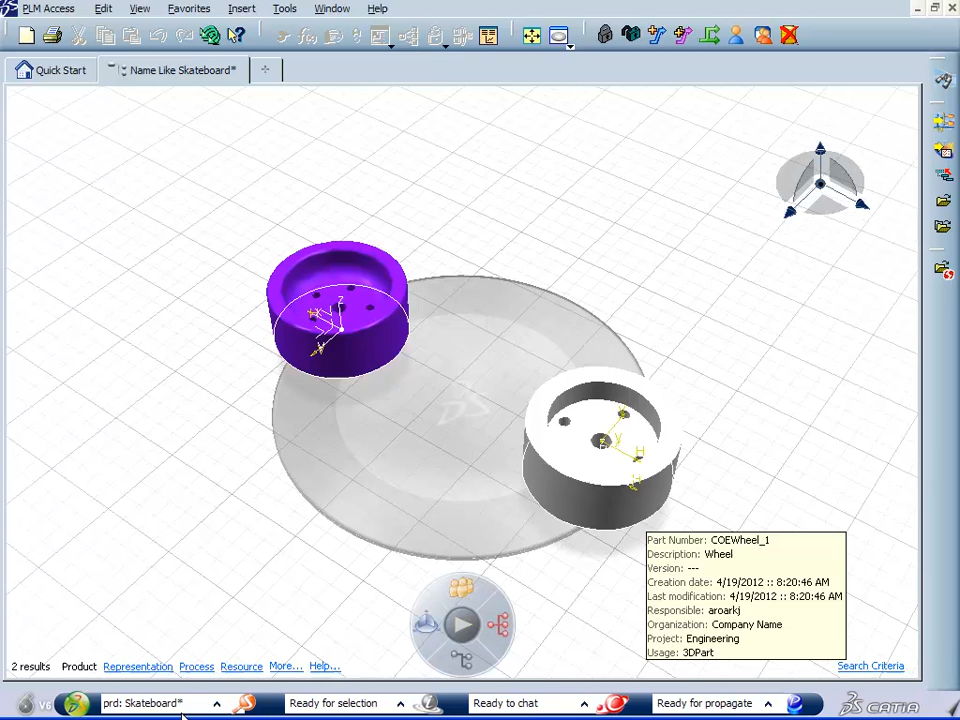 PLM Access Edit View Favorites Insert Tools Window Help
Quick Start Name Like Skateboard*
Z
H
V
V
V
H
H
Part Number: COEWheel_1
Description: Wheel
Version: ---
Creation date: 4/19/2012 :: 8:20:46 AM
Last modification: 4/19/2012 :: 8:20:46 AM
Responsible: aroarkj
Organization: Company Name
Project: Engineering
Usage: 3DPart
2 results Product Representation Process Resource More... Help... Search Criteria
V6 prd: Skateboard* Ready for selection Ready to chat Ready for propagate CATIA